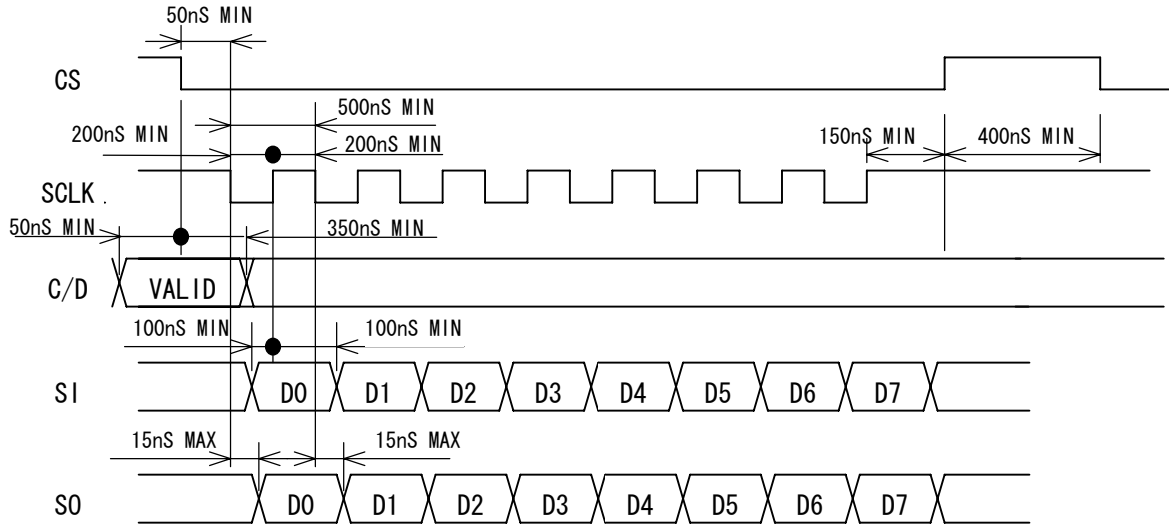 50nS MIN
CS
500nS MIN
200nS MIN
200nS MIN
150nS MIN
400nS MIN
SCLK .
50nS MIN
350nS MIN
C/D
VALID
100nS MIN
100nS MIN
SI
D0 D1 D2 D3 D4 D5 D6 D7
15nS MAX
15nS MAX
SO
D0 D1 D2 D3 D4 D5 D6 D7